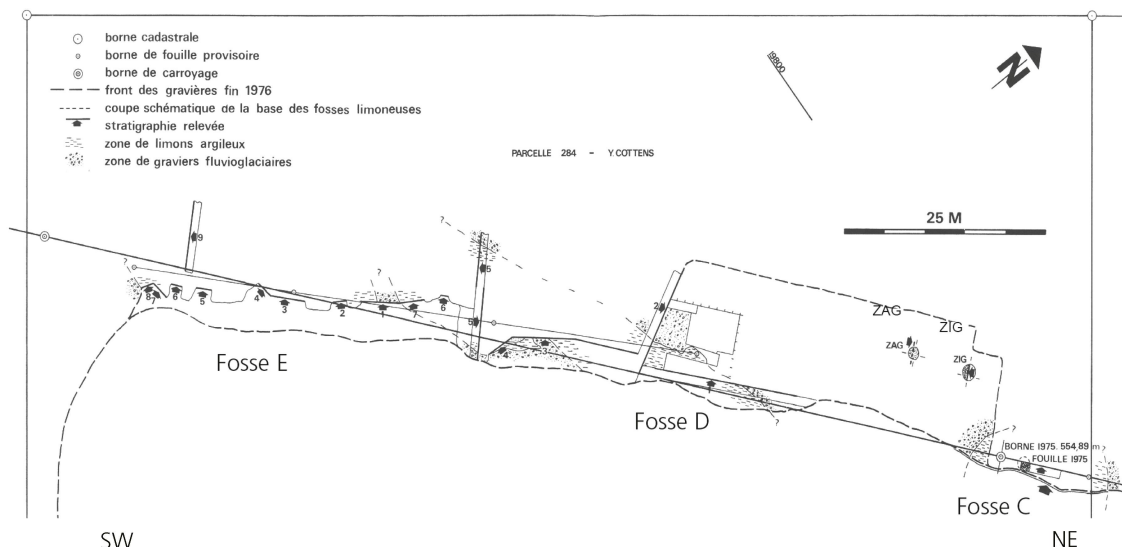 borne cadastrale
borne de fouille provisoire
borne de carroyage
front des gravières fin 1976
coupe schématique de la base des fosses limoneuses
stratigraphie relevée
zone de limons argileux
zone de graviers fluvioglaciaires
19800
N
PARCELLE 284 - Y. COTTENS
25 M
?
9
?
5
?
8
7
6
5
4
3
2
1
7
6
5
2
ZAG
ZIG
ZAG
ZIG
4
3
1
Fosse E
Fosse D
?
?
BORNE 1975. 554,89 m
?
FOUILLE 1975
Fosse C
SW
NE